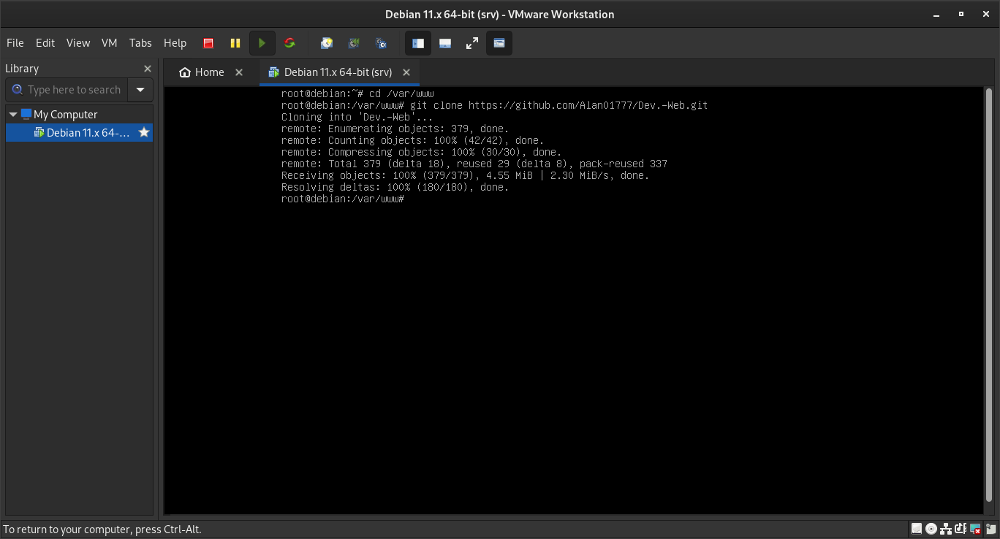 Debian 11.x 64-bit (srv) - VMware Workstation
File Edit View VM Tabs Help
Library
Home
Debian 11.x 64-bit (srv)
Type here to search
My Computer
Debian 11.x 64-...
root@debian:~# cd /var/www
root@debian:/var/www# git clone https://github.com/Alan01777/Dev.-Web.git
Cloning into 'Dev.-Web'...
remote: Enumerating objects: 379, done.
remote: Counting objects: 100% (42/42), done.
remote: Compressing objects: 100% (30/30), done.
remote: Total 379 (delta 18), reused 29 (delta 8), pack-reused 337
Receiving objects: 100% (379/379), 4.55 MiB | 2.30 MiB/s, done.
Resolving deltas: 100% (180/180), done.
root@debian:/var/www#
To return to your computer, press Ctrl-Alt.